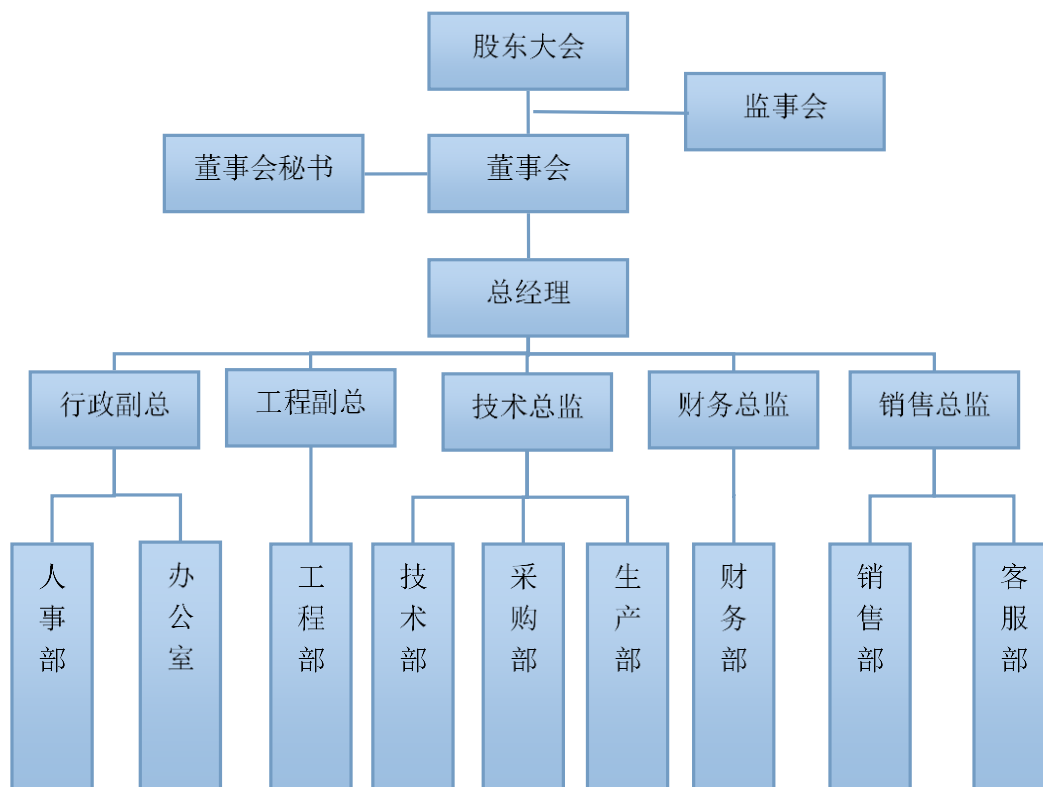 股东大会
监事会
董事会秘书
董事会
总经理
行政副总
工程副总
技术总监
财务总监
销售总监
人事部
办公室
工程部
技术部
采购部
生产部
财务部
销售部
客服部